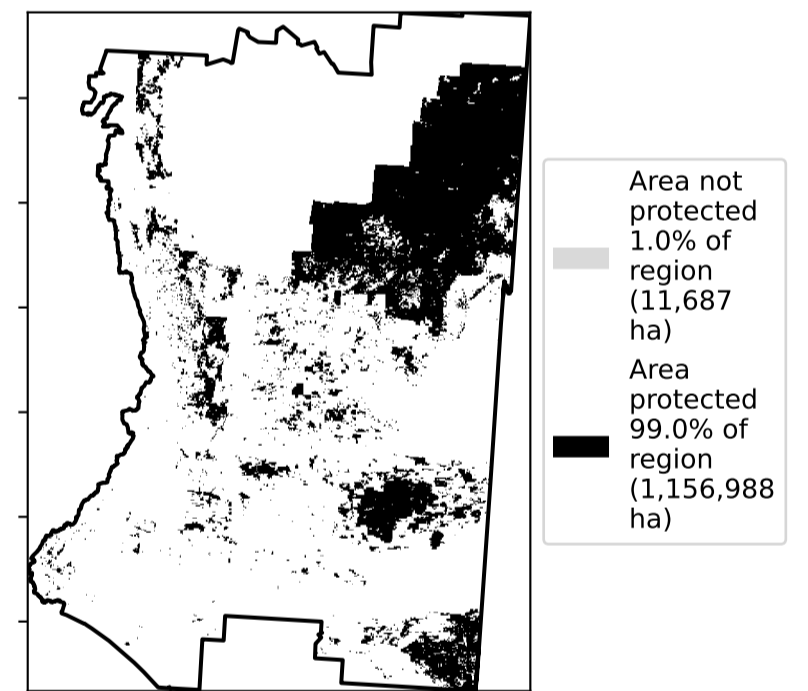 Area not
protected
1.0% of
region
(11,687
ha)
Area
protected
99.0% of
region
(1,156,988
ha)